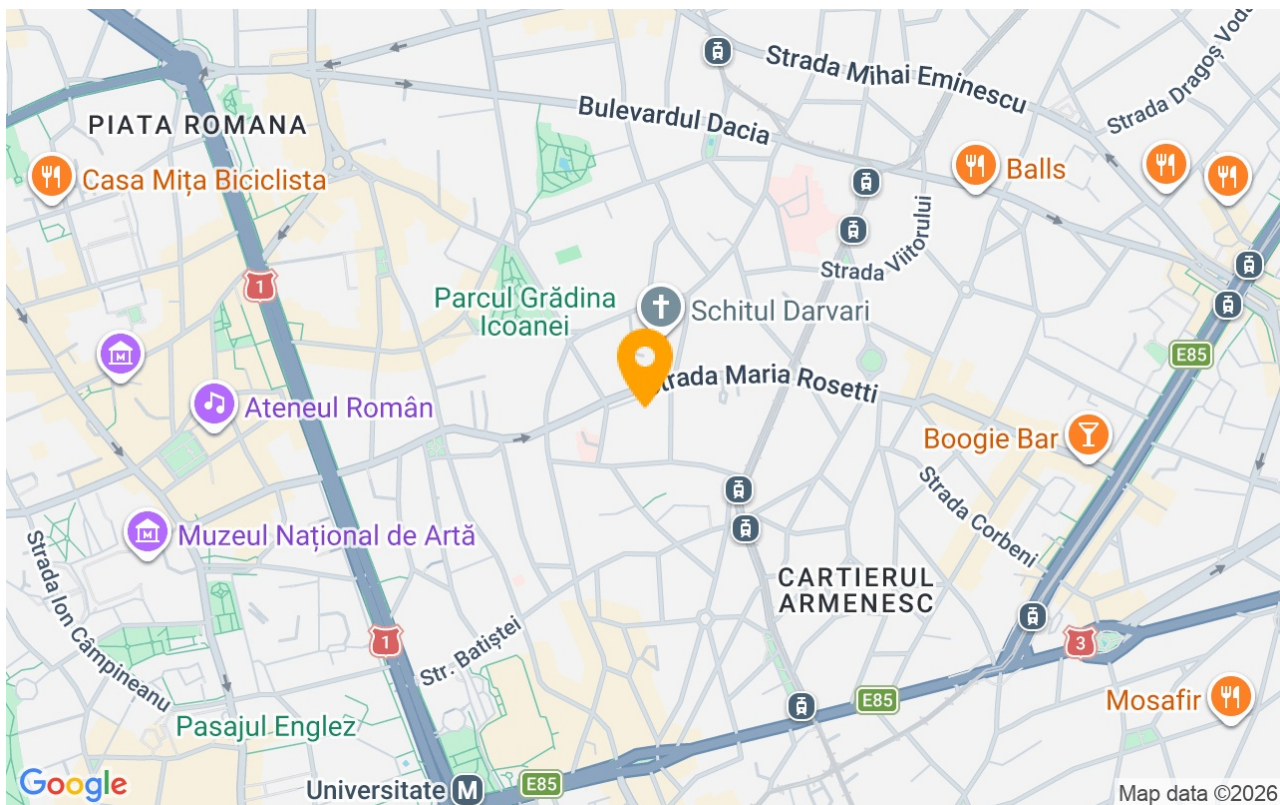 Strada Mihai Eminescu
Strada Dragoș Vodă
Bulevardul Dacia
PIATA ROMANA
Casa Mița Biciclista
Balls
Strada Viitorului
1
Parcul Grădina
Icoanei
Schitul Darvari
E85
Strada Maria Rosetti
Ateneul Român
Boogie Bar
Strada Corbeni
Muzeul Național de Artă
CARTIERUL
ARMENESC
Strada Ion Câmpineanu
Str. Batiștei
1
3
E85
Mosafir
Pasajul Englez
Google
Universitate M
E85
Map data ©2026